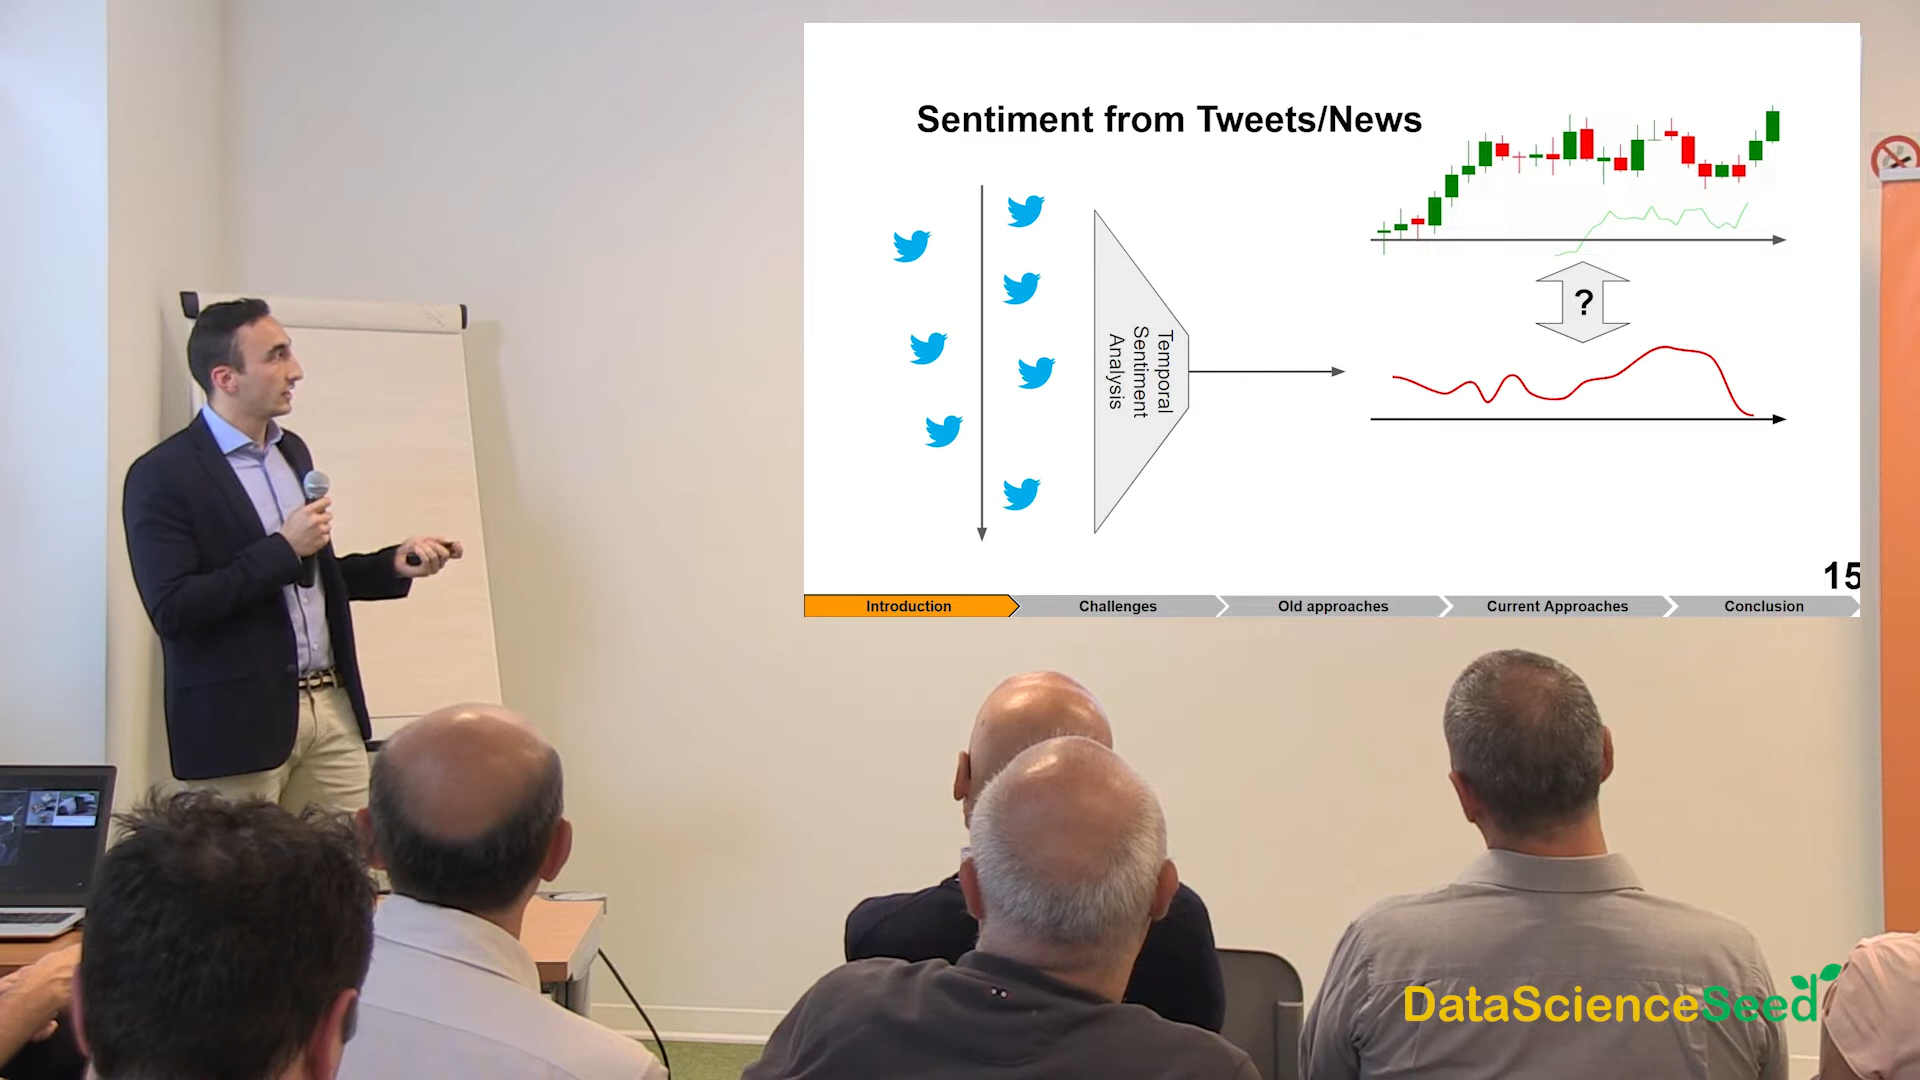 Sentiment from Tweets/News
Temporal
Sentiment
Analysis
?
15
Introduction
Challenges
Old approaches
Current Approaches
Conclusion
DataScienceSeed